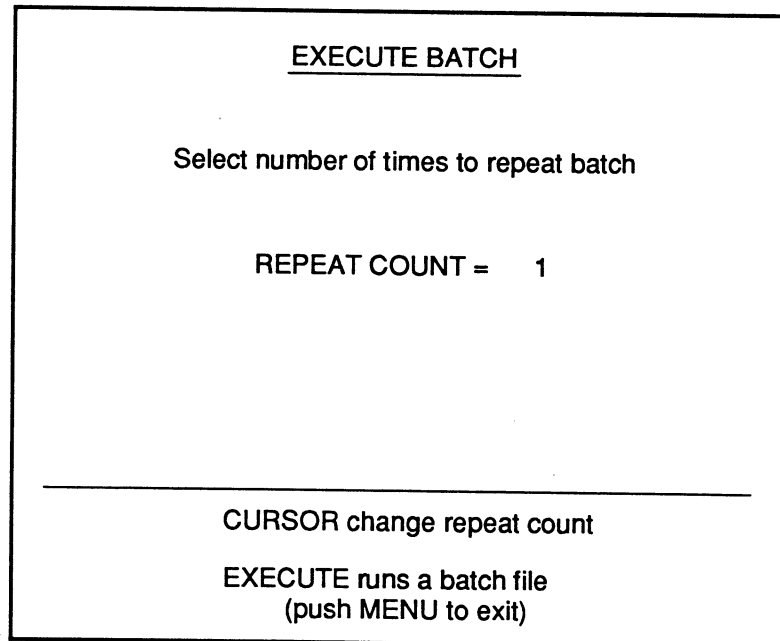 EXECUTE BATCH
Select number of times to repeat batch
REPEAT COUNT = 1
CURSOR change repeat count
EXECUTE runs a batch file
(push MENU to exit)